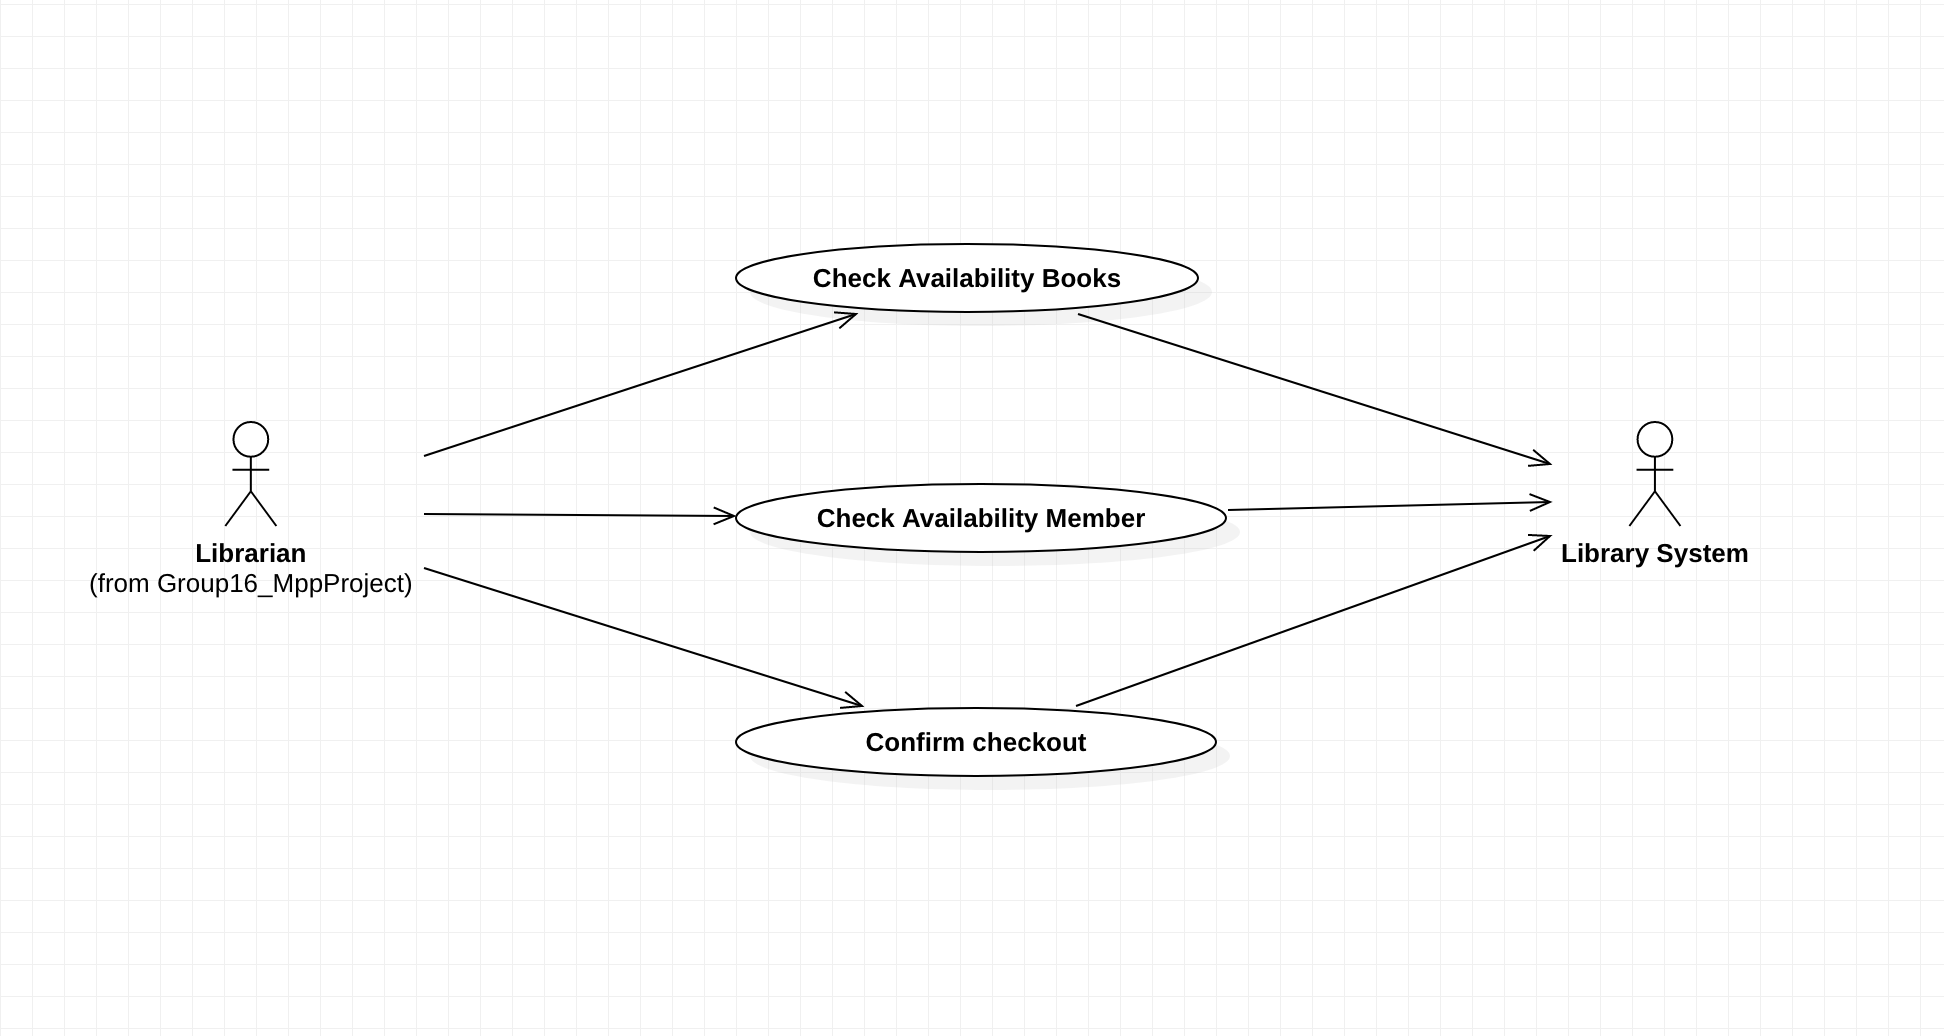 Check Availability Books
Check Availability Member
Librarian
(from Group16_MppProject)
Library System
Confirm checkout